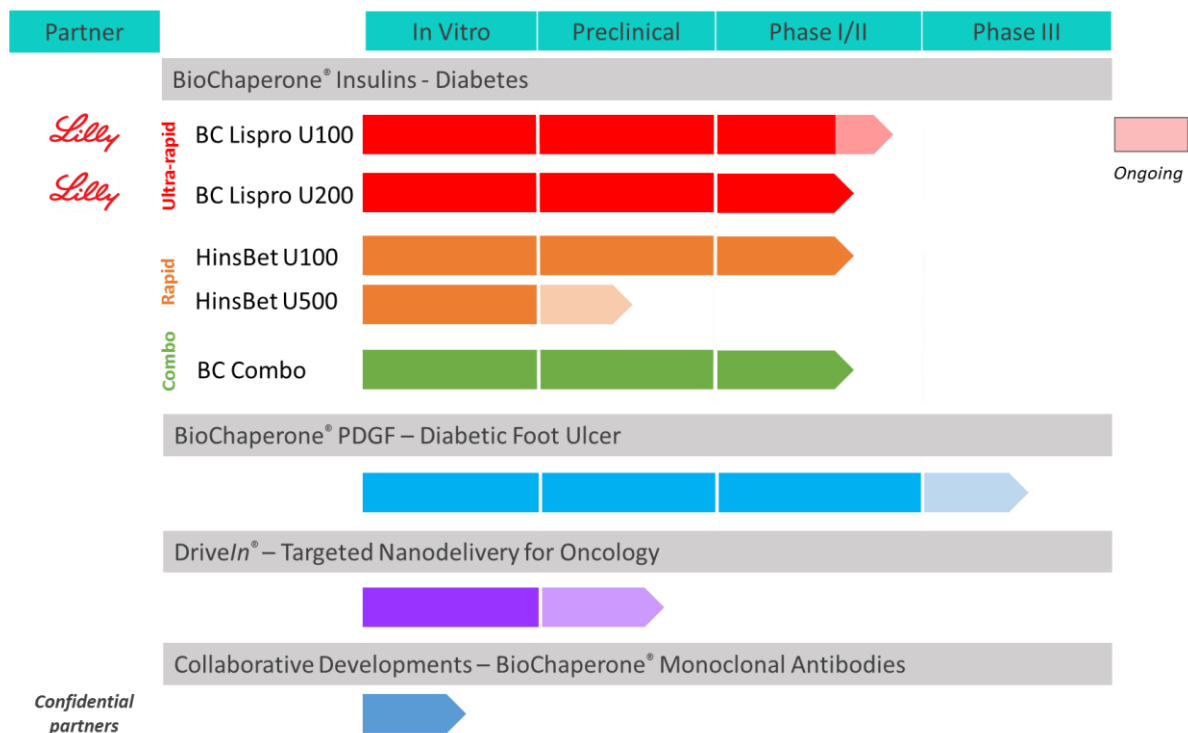 Partner
In Vitro
Preclinical
Phase I/II
Phase III
BioChaperone® Insulins - Diabetes
Lilly
Ultra-rapid
BC Lispro U100
Ongoing
Lilly
BC Lispro U200
Rapid
HinsBet U100
HinsBet U500
Combo
BC Combo
BioChaperone® PDGF – Diabetic Foot Ulcer
DriveIn® – Targeted Nanodelivery for Oncology
Collaborative Developments – BioChaperone® Monoclonal Antibodies
Confidential
partners